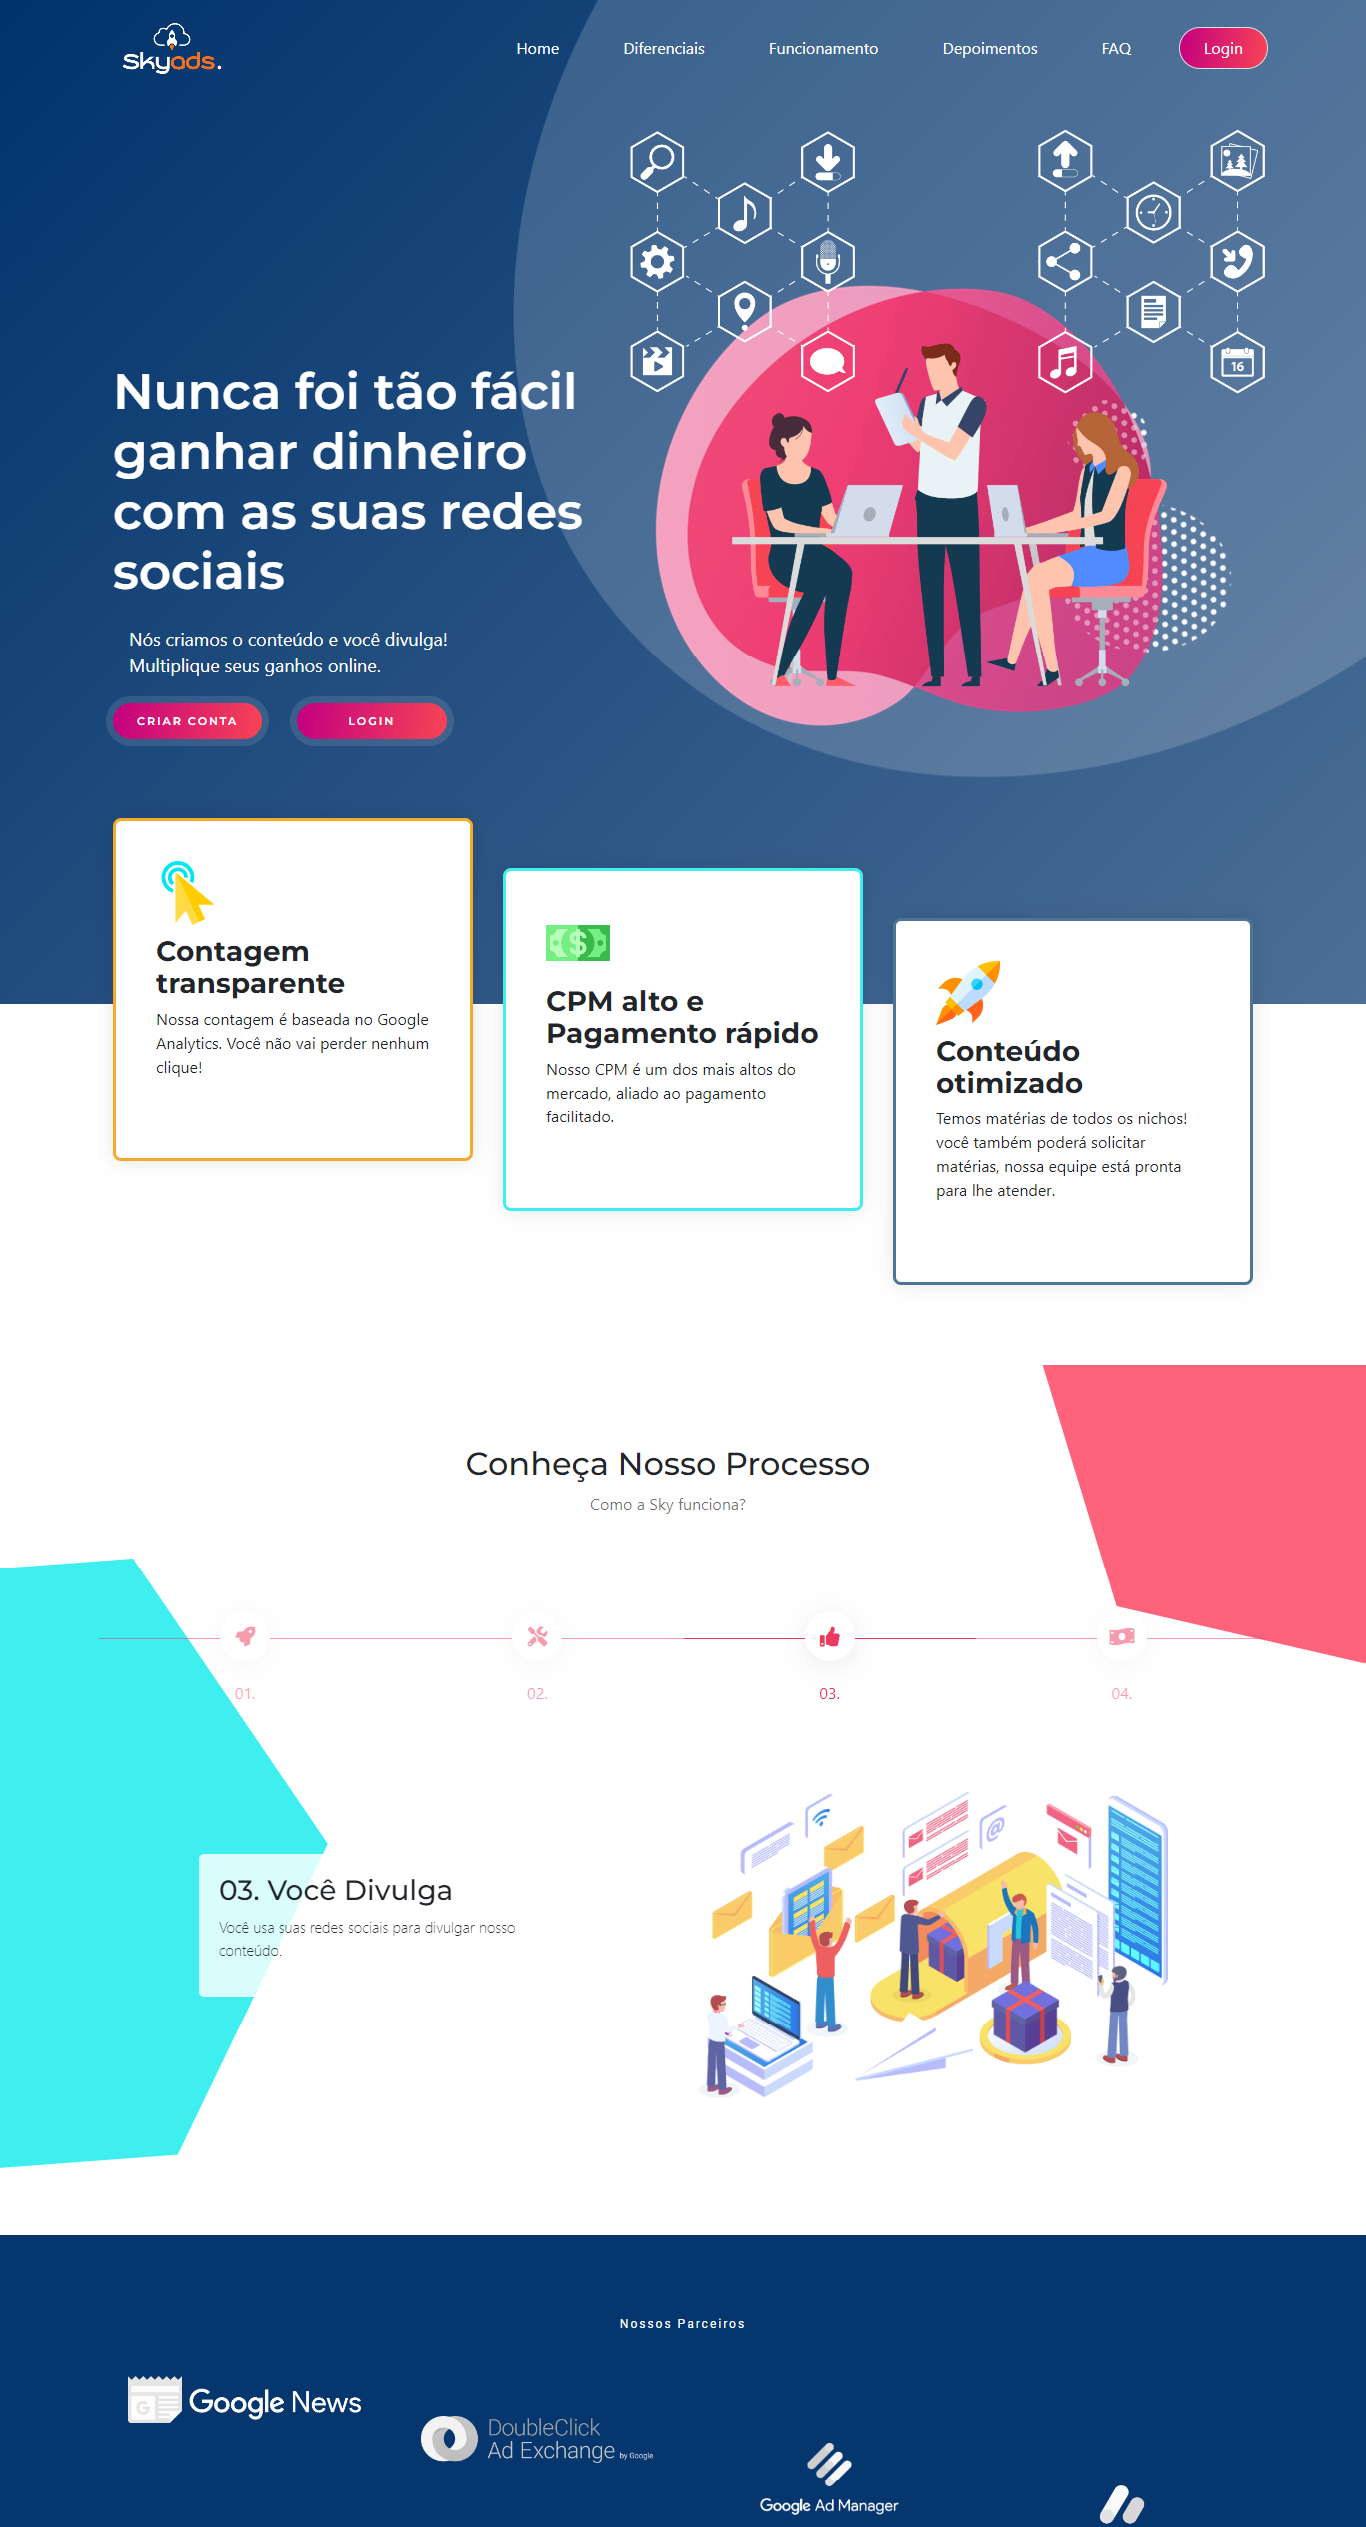 skyads.
Home
Diferenciais
Funcionamento
Depoimentos
FAQ
Login
16
Nunca foi tão fácil
ganhar dinheiro
com as suas redes
sociais
Nós criamos o conteúdo e você divulga!
Multiplique seus ganhos online.
CRIAR CONTA
LOGIN
Contagem
transparente
Nossa contagem é baseada no Google
Analytics. Você não vai perder nenhum
clique!
$
CPM alto e
Pagamento rápido
Nosso CPM é um dos mais altos do
mercado, aliado ao pagamento
facilitado.
Conteúdo
otimizado
Temos matérias de todos os nichos!
você também poderá solicitar
matérias, nossa equipe está pronta
para lhe atender.
Conheça Nosso Processo
Como a Sky funciona?
01.
02.
03.
04.
@
03. Você Divulga
Você usa suas redes sociais para divulgar nosso
conteúdo.
Nossos Parceiros
G
Google News
DoubleClick
Ad Exchange by Google
Google Ad Manager